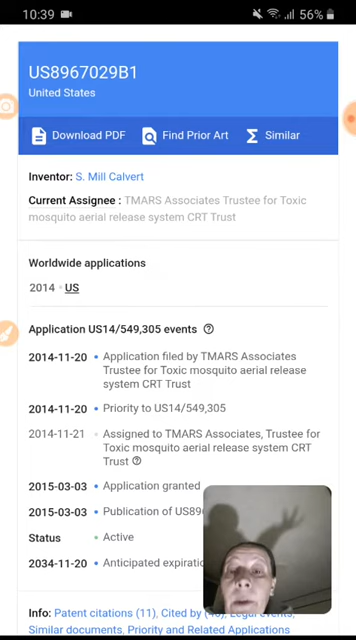 10:39
56%
US8967029B1
United States
Download PDF
Find Prior Art
Similar
Inventor: S. Mill Calvert
Current Assignee : TMARS Associates Trustee for Toxic
mosquito aerial release system CRT Trust
Worldwide applications
2014 US
Application US14/549,305 events
2014-11-20 Application filed by TMARS Associates
Trustee for Toxic mosquito aerial release
system CRT Trust
2014-11-20 Priority to US14/549,305
2014-11-21 Assigned to TMARS Associates, Trustee for
Toxic mosquito aerial release system CRT
Trust
2015-03-03 Application granted
2015-03-03 Publication of
Status Active
2034-11-20 Anticipated
Info: Patent citations (11), Cited by Legal events,
Similar documents, Priority and Related Applications